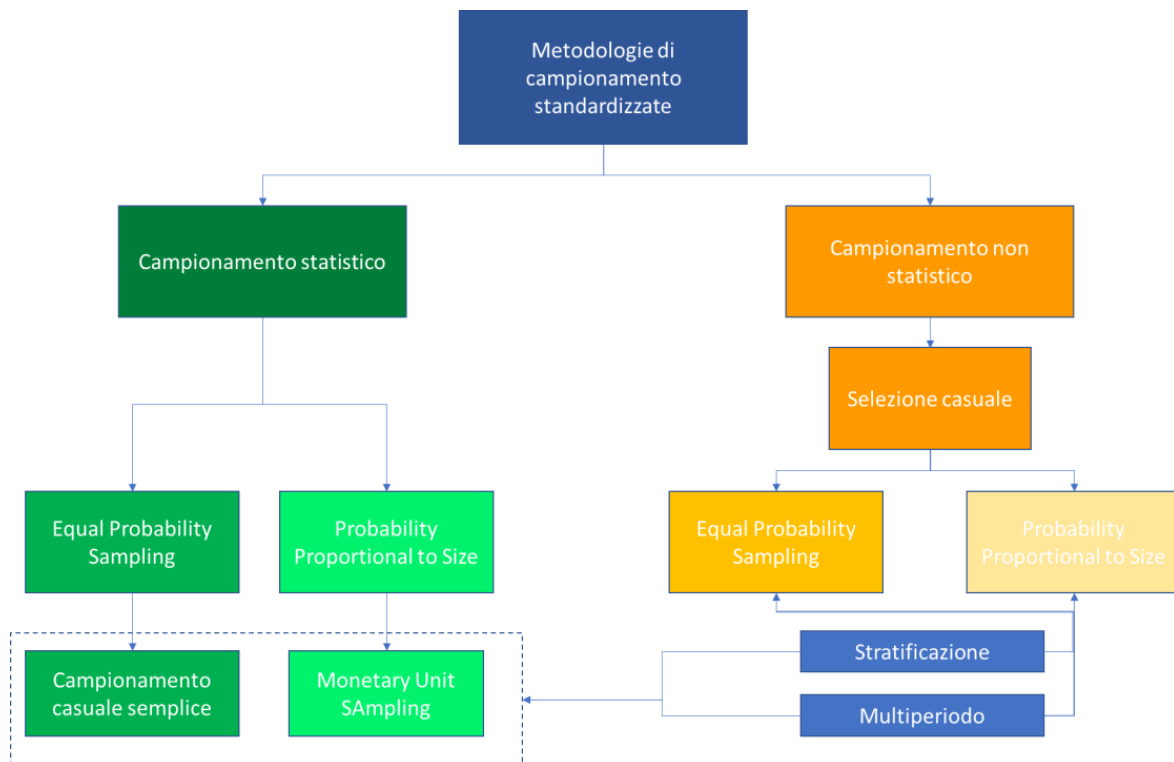 Metodologie di
campionamento
standardizzate
Campionamento statistico
Campionamento non
statistico
Selezione casuale
Equal Probability
Sampling
Probability
Proportional to Size
Equal Probability
Sampling
Probability
Proportional to Size
Campionamento
casuale semplice
Monetary Unit
SAmpling
Stratificazione
Multiperiodo